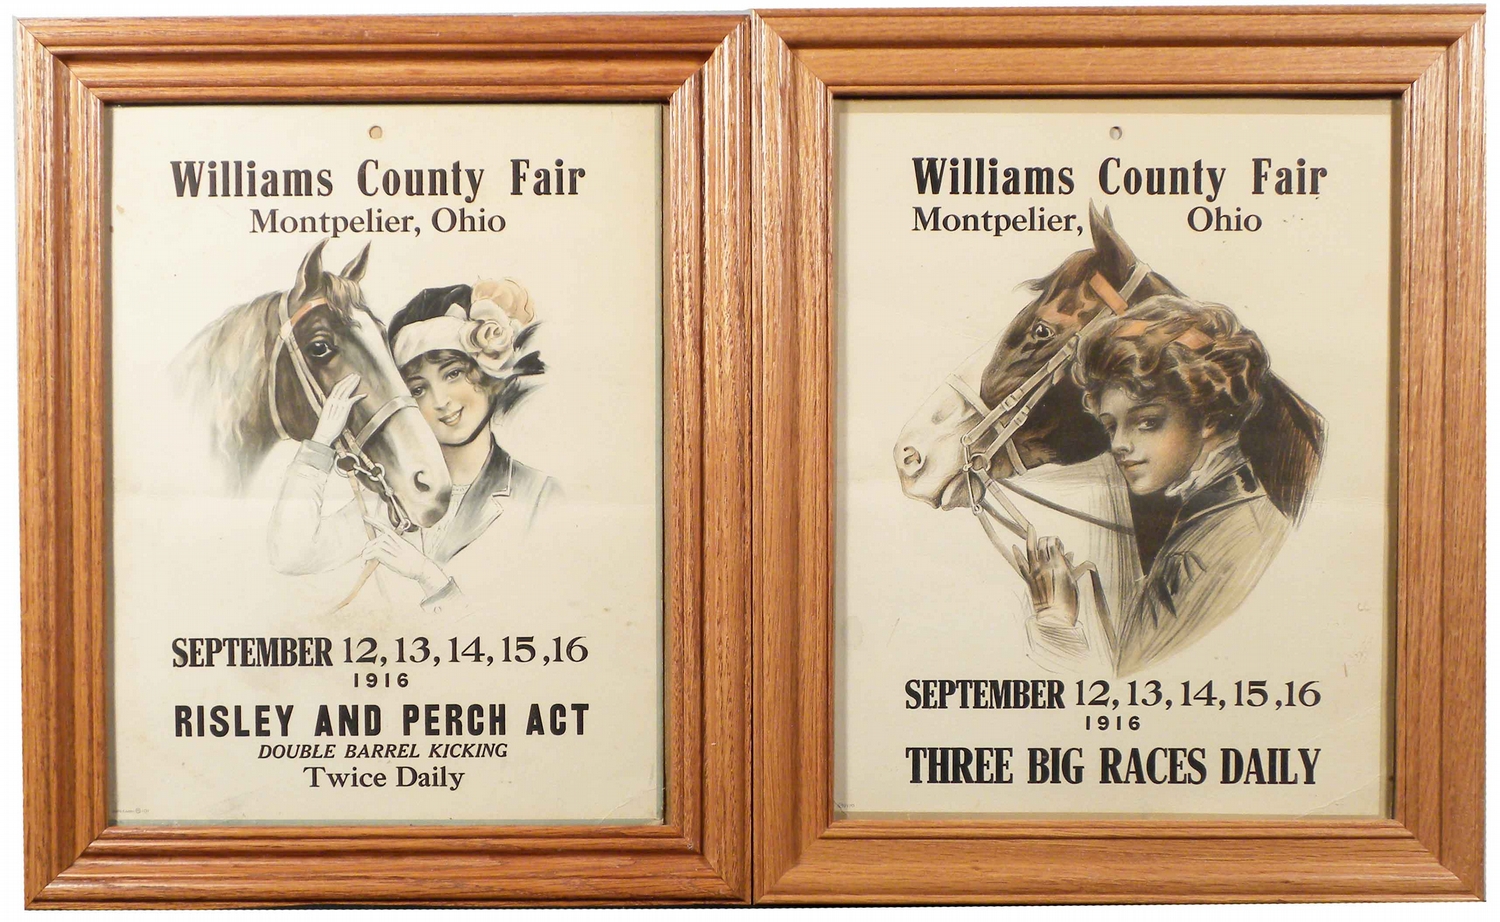 Williams County Fair
Montpelier, Ohio
SEPTEMBER 12, 13, 14, 15, 16
1916
RISLEY AND PERCH ACT
DOUBLE BARREL KICKING
Twice Daily
Williams County Fair
Montpelier, Ohio
SEPTEMBER 12, 13, 14, 15, 16
1916
THREE BIG RACES DAILY